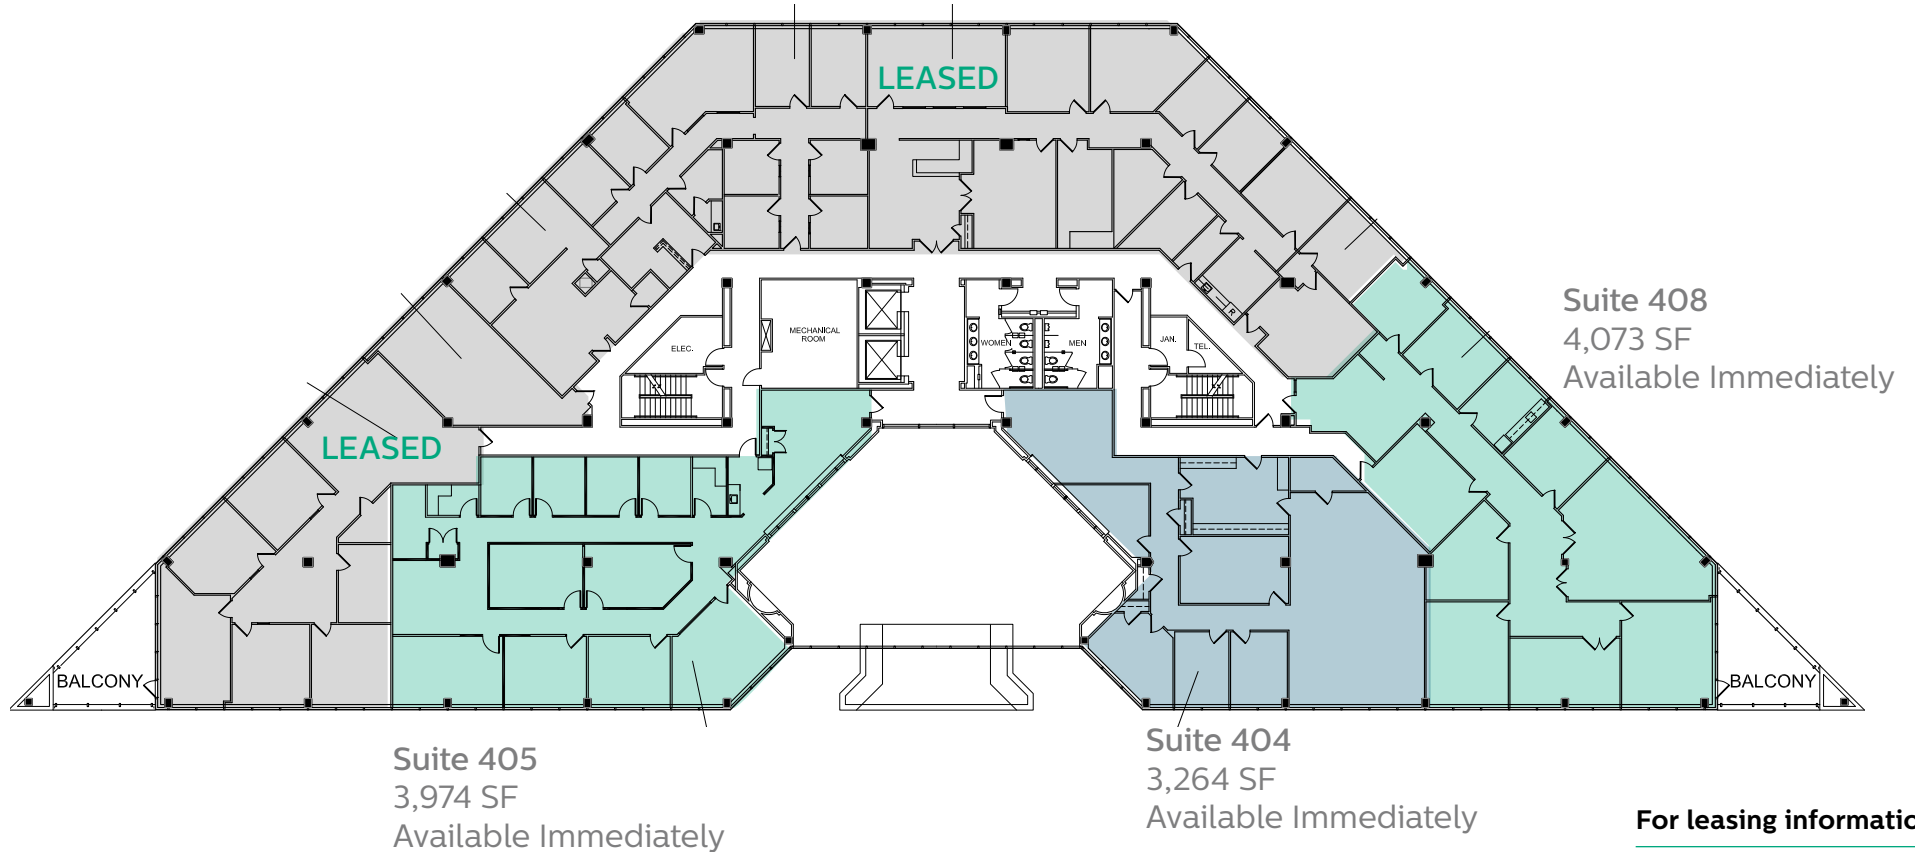 LEASED
Suite 408
4,073 SF
Available Immediately
MECHANICAL
ROOM
ELEC.
WOMEN
MEN
JAN.
TEL.
R
LEASED
BALCONY
BALCONY
Suite 405
3,974 SF
Available Immediately
Suite 404
3,264 SF
Available Immediately
For leasing informatio